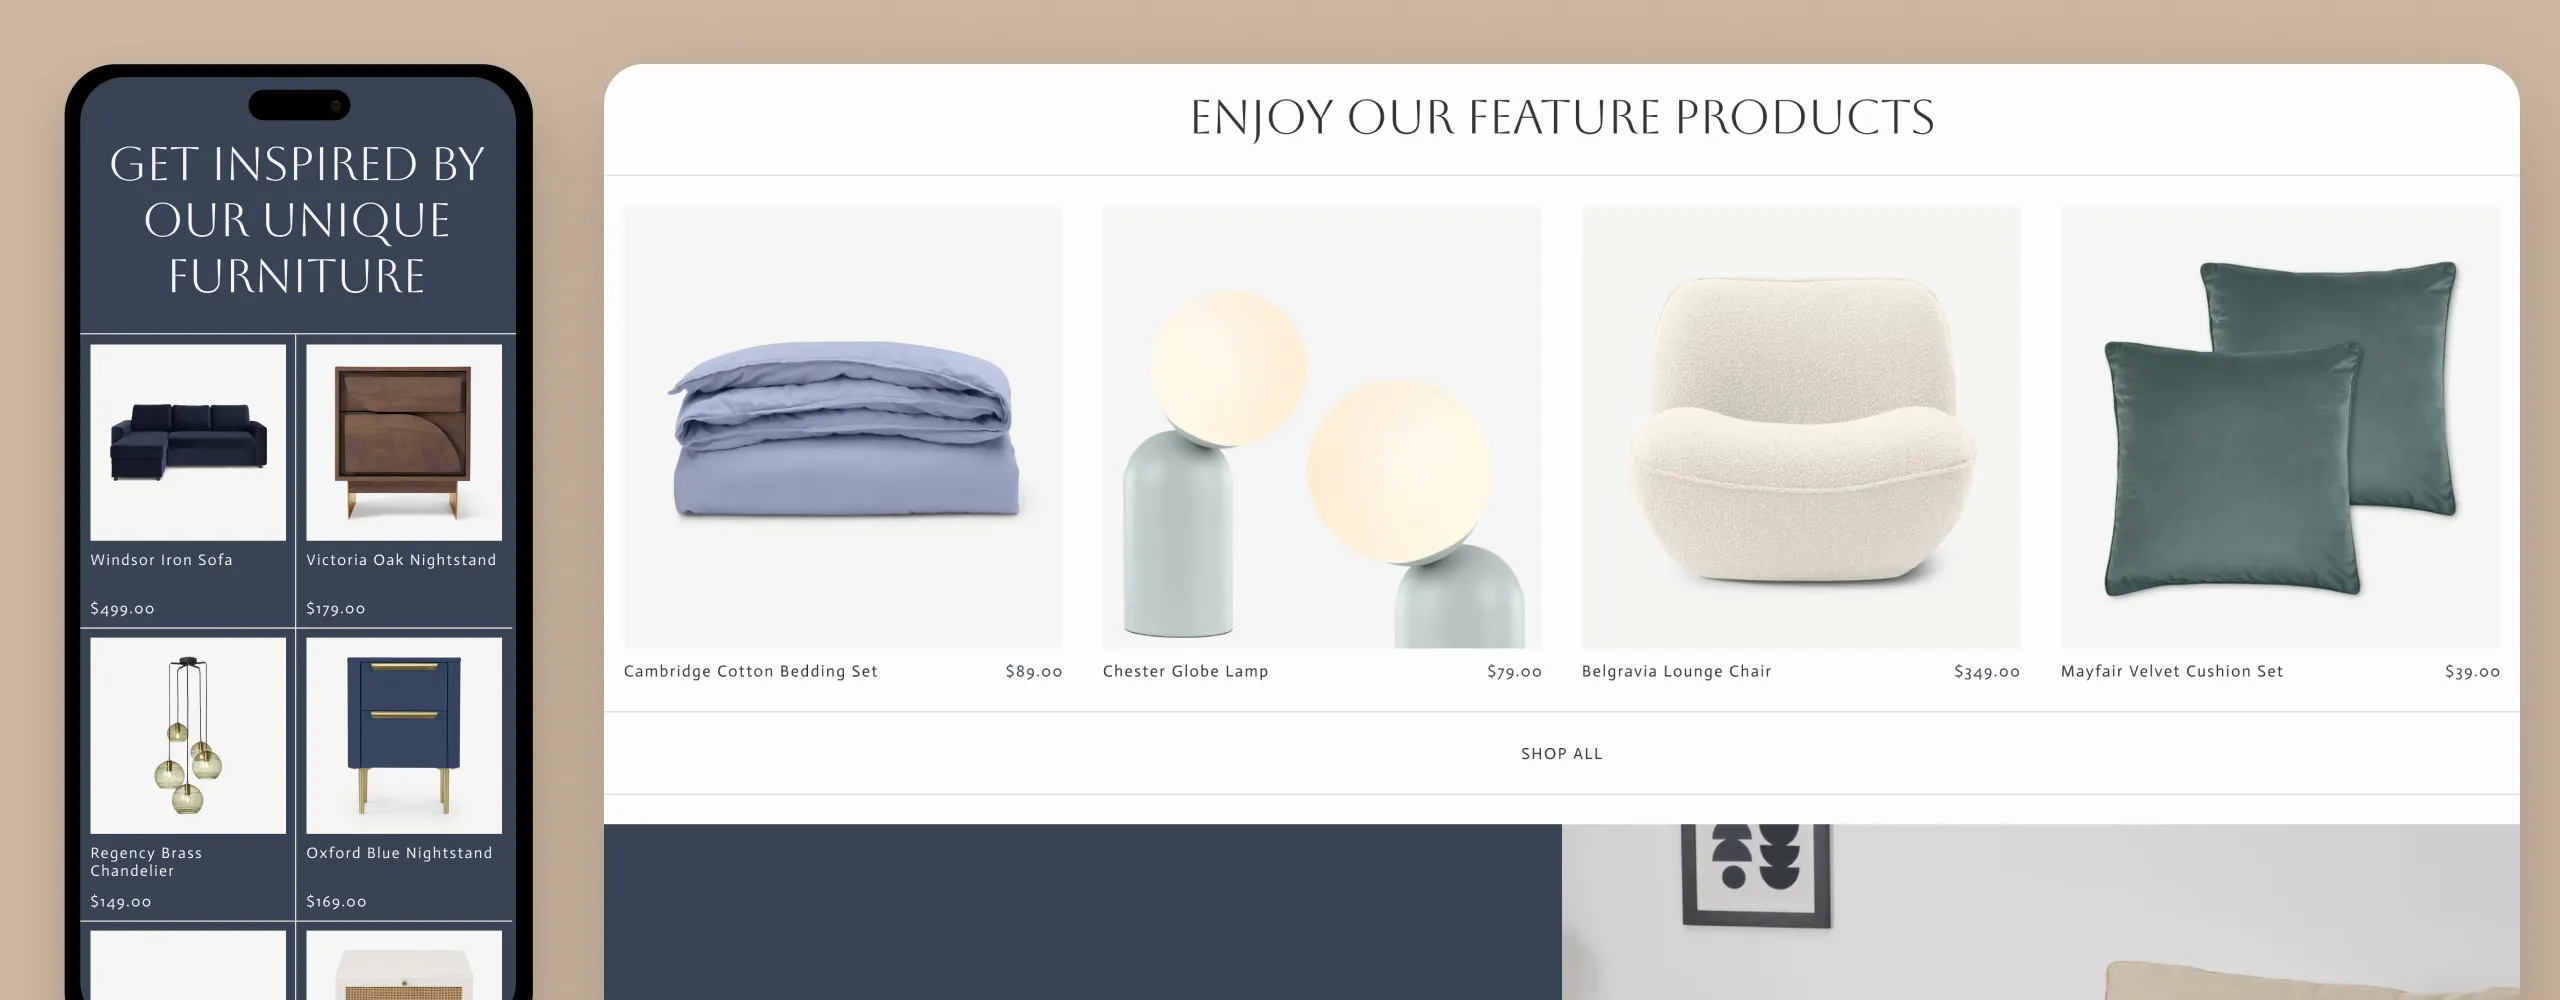 GET INSPIRED BY
OUR UNIQUE
FURNITURE
Windsor Iron Sofa
$499.00
Victoria Oak Nightstand
$179.00
Regency Brass
Chandelier
$149.00
Oxford Blue Nightstand
$169.00
ENJOY OUR FEATURE PRODUCTS
Cambridge Cotton Bedding Set
$89.00
Chester Globe Lamp
$79.00
Belgravia Lounge Chair
$349.00
Mayfair Velvet Cushion Set
$39.00
SHOP ALL